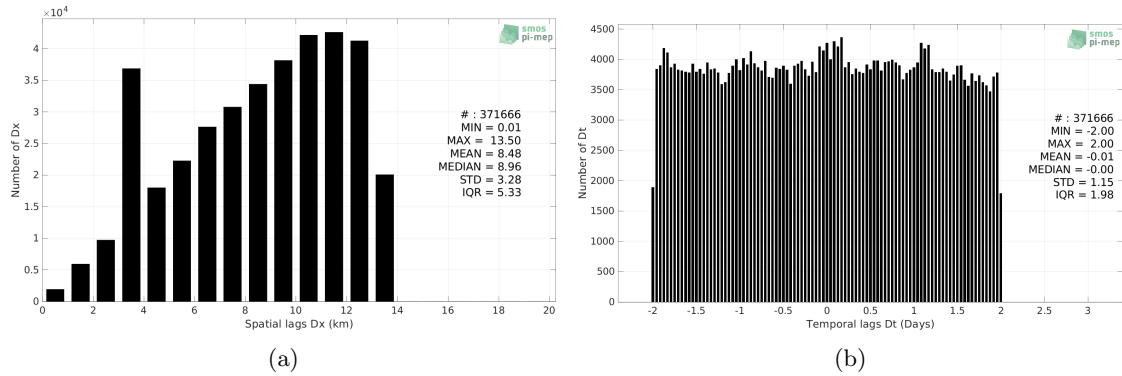 ×10⁴
4
3.5
3
2.5
2
1.5
1
0.5
0
Number of Dx
0 2 4 6 8 10 12 14 16 18 20
Spatial lags Dx (km)
smos
pi-mep
# : 371666
MIN = 0.01
MAX = 13.50
MEAN = 8.48
MEDIAN = 8.96
STD = 3.28
IQR = 5.33
(a)
4500
4000
3500
3000
2500
2000
1500
1000
500
0
Number of Dt
-2 -1.5 -1 -0.5 0 0.5 1 1.5 2 2.5 3
Temporal lags Dt (Days)
smos
pi-mep
# : 371666
MIN = -2.00
MAX = 2.00
MEAN = -0.01
MEDIAN = -0.00
STD = 1.15
IQR = 1.98
(b)